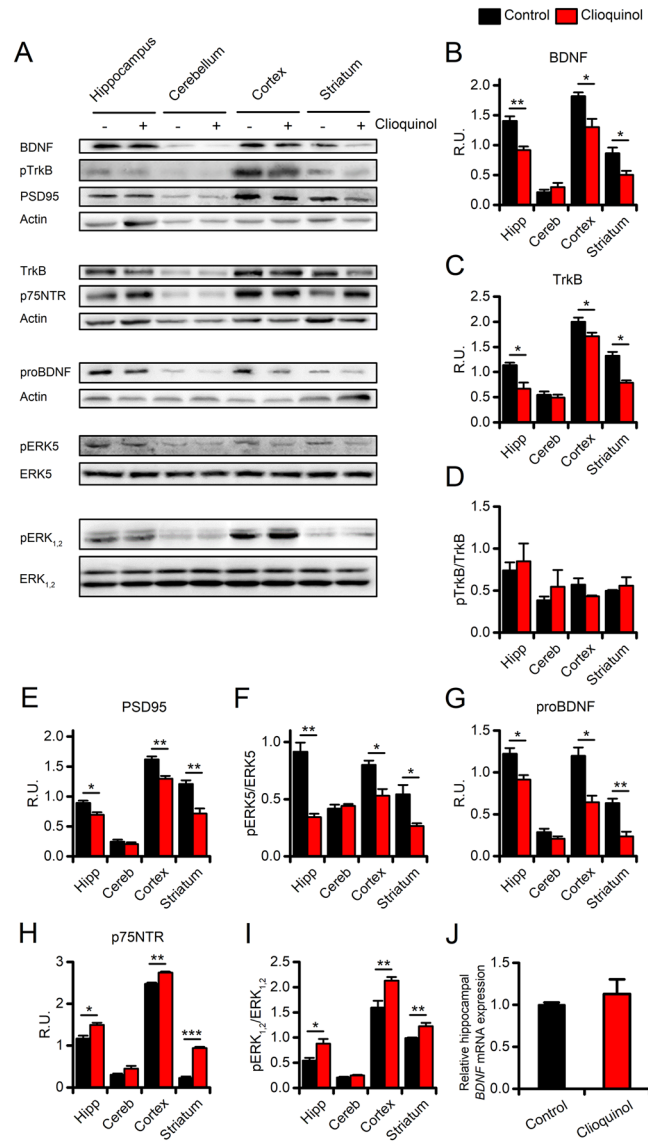 Control Clioquinol
A
Hippocampus Cerebellum Cortex Striatum
- + - + - + - + Clioquinol
BDNF
pTrkB
PSD95
Actin
TrkB
p75NTR
Actin
proBDNF
Actin
pERK5
ERK5
pERK1,2
ERK1,2
B
BDNF
R.U.
2.0
1.5
1.0
0.5
0.0
** * *
Hipp Cereb Cortex Striatum
C
TrkB
R.U.
2.5
2.0
1.5
1.0
0.5
0.0
* * *
Hipp Cereb Cortex Striatum
D
pTrkB/TrkB
1.5
1.0
0.5
0.0
Hipp Cereb Cortex Striatum
E
PSD95
R.U.
2.0
1.5
1.0
0.5
0.0
* ** **
Hipp Cereb Cortex Striatum
F
pERK5/ERK5
1.0
0.5
0.0
** * *
Hipp Cereb Cortex Striatum
G
proBDNF
R.U.
2.0
1.5
1.0
0.5
0.0
* * **
Hipp Cereb Cortex Striatum
H
p75NTR
R.U.
3
2
1
0
* ** ***
Hipp Cereb Cortex Striatum
I
pERK1,2/ERK1,2
2.5
2.0
1.5
1.0
0.5
0.0
* ** **
Hipp Cereb Cortex Striatum
J
Relative hippocampal
BDNF mRNA expression
1.5
1.0
0.5
0.0
Control Clioquinol